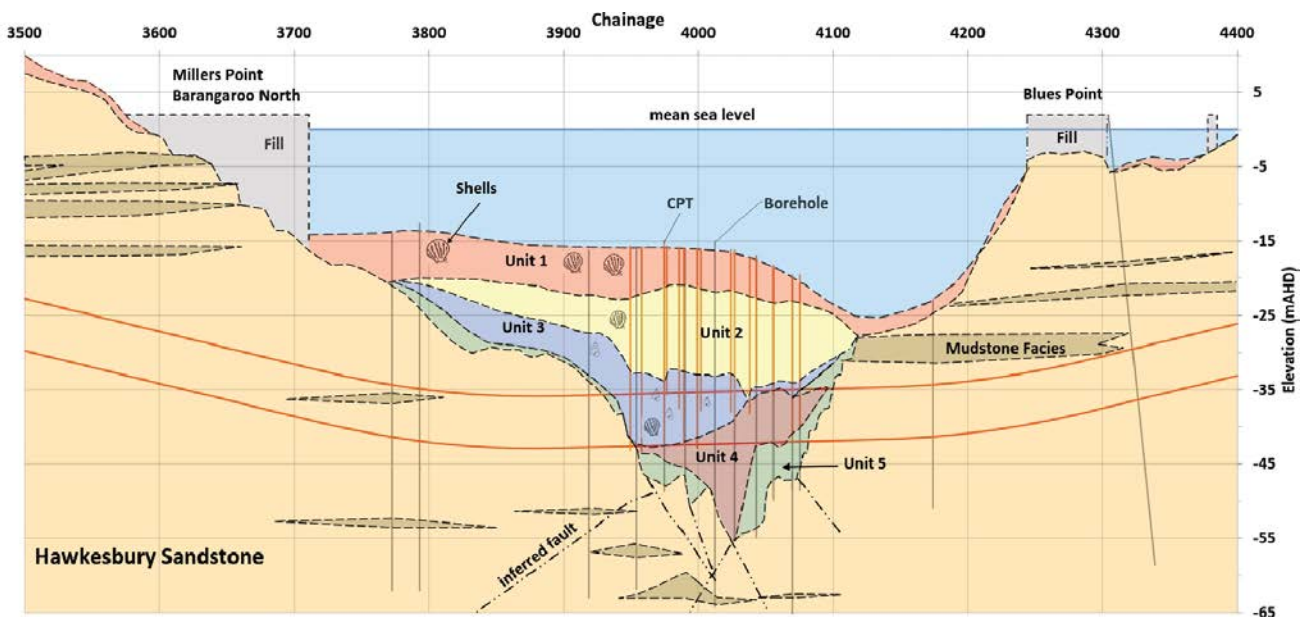 Chainage
3500 3600 3700 3800 3900 4000 4100 4200 4300 4400
Millers Point
Barangaroo North
Blues Point
mean sea level
Fill
Fill
Shells
CPT
Borehole
Unit 1
Unit 2
Unit 3
Mudstone Facies
Unit 4
Unit 5
inferred fault
Hawkesbury Sandstone
5
-5
-15
-25
-35
-45
-55
-65
Elevation (mAHD)